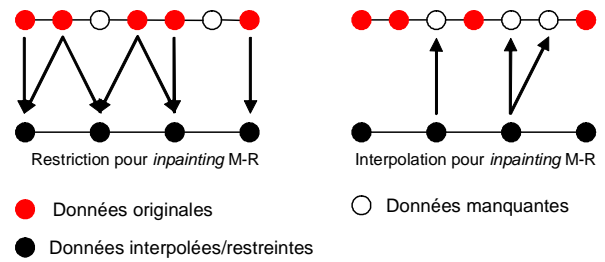 Restriction pour inpainting M-R
Interpolation pour inpainting M-R
Données originales
Données manquantes
Données interpolées/restreintes